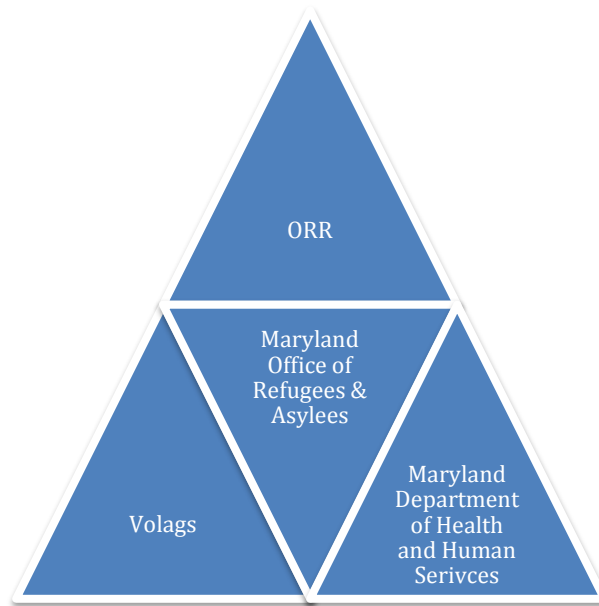 ORR
Maryland
Office of
Refugees &
Asylees
Volags
Maryland
Department
of Health
and Human
Serivces